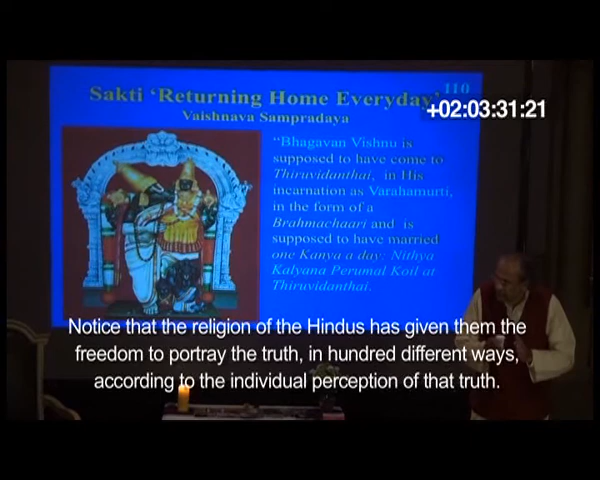 110
Sakti 'Returning Home Everyday'
+02:03:31:21
Vaishnava Sampradaya
"Bhagavan Vishnu is
supposed to have come to
Thiruvidanthai, in His
incarnation as Varahamurti,
in the form of a
Brahmachaari and is
supposed to have married
one Kanya a day: Nithya
Kalyana Perumal Koil at
Thiruvidanthai.
Notice that the religion of the Hindus has given them the
freedom to portray the truth, in hundred different ways,
according to the individual perception of that truth.